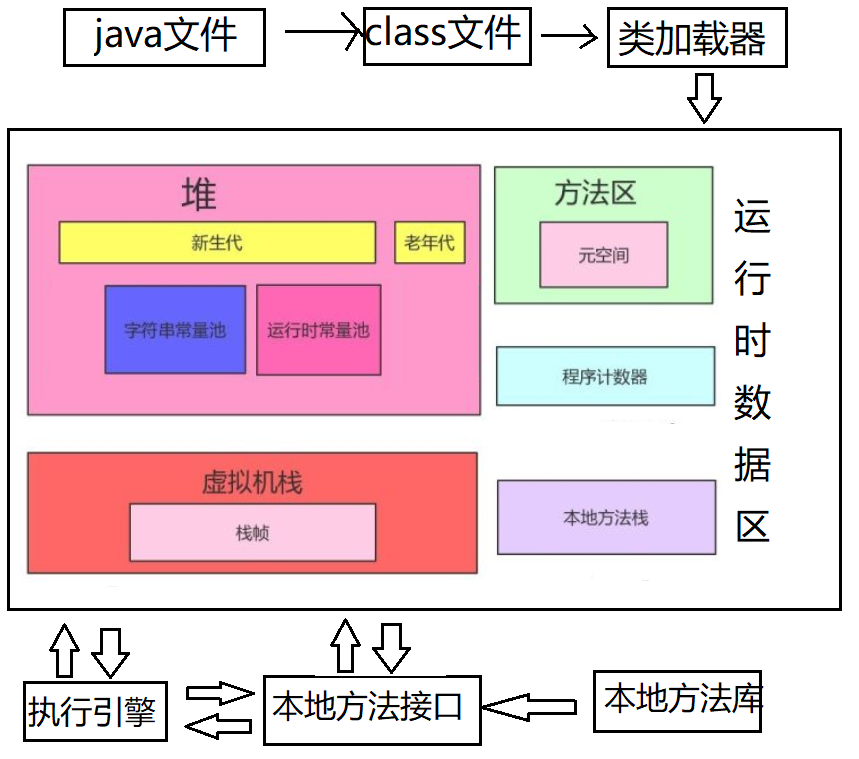 java文件
class文件
类加载器
堆
新生代
老年代
字符串常量池
运行时常量池
方法区
元空间
程序计数器
虚拟机栈
栈帧
本地方法栈
运行时数据区
执行引擎
本地方法接口
本地方法库